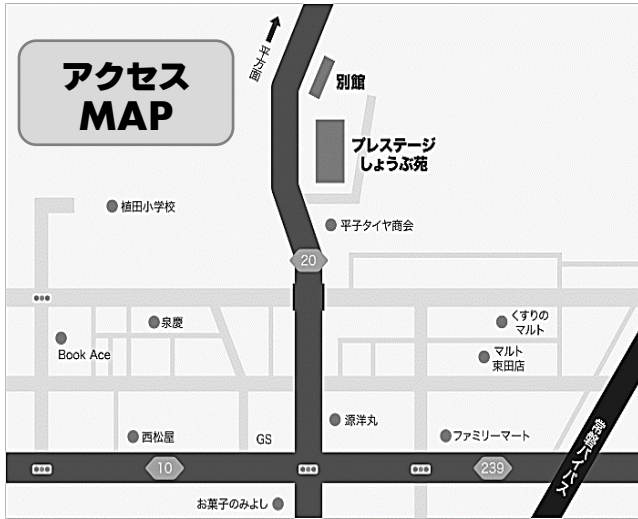 アクセス
MAP
平方面
別館
プレステージ
しょうぶ苑
植田小学校
平子タイヤ商会
20
泉慶
くすりの
マルト
Book Ace
マルト
東田店
源洋丸
西松屋
GS
ファミリーマート
常磐バイパス
10
239
お菓子のみよし